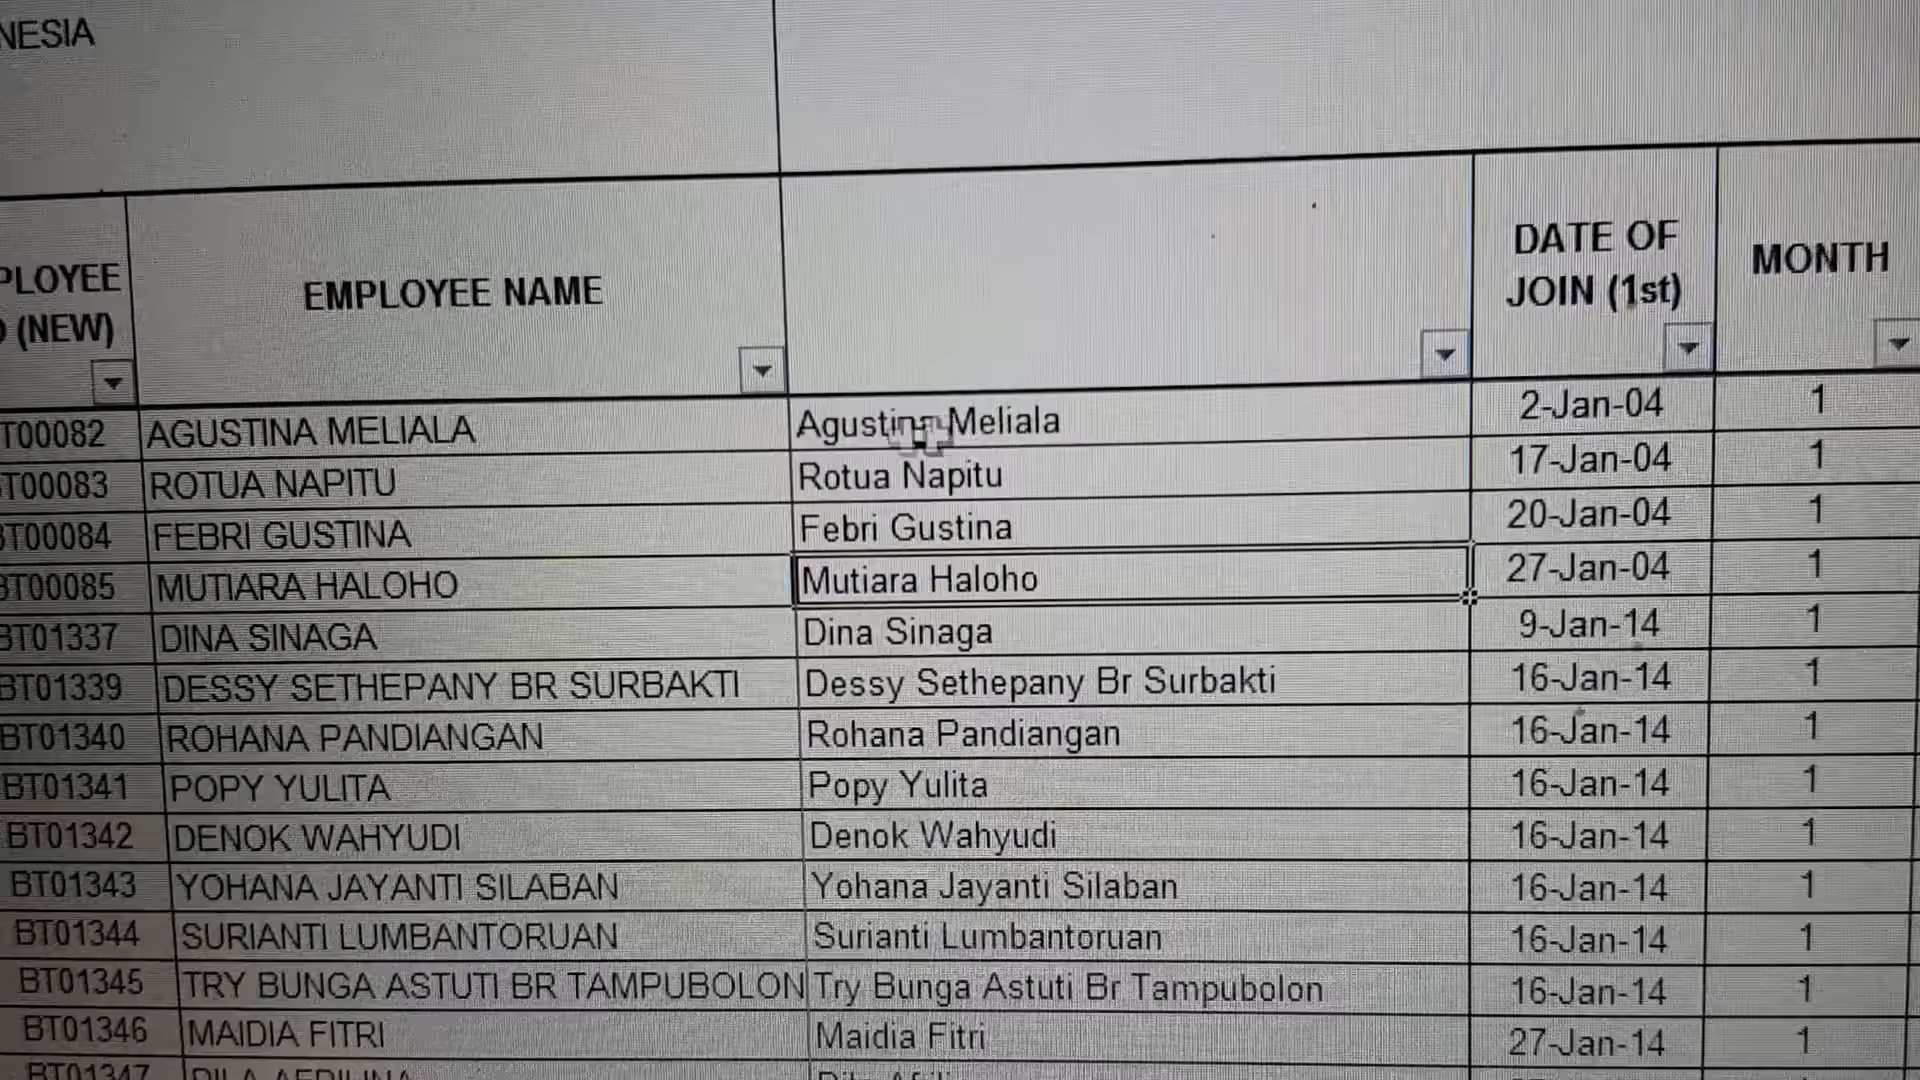 NESIA
PLOYEE
(NEW)
EMPLOYEE NAME
DATE OF
JOIN (1st)
MONTH
T00082 AGUSTINA MELIALA Agustina Meliala 2-Jan-04 1
T00083 ROTUA NAPITU Rotua Napitu 17-Jan-04 1
BT00084 FEBRI GUSTINA Febri Gustina 20-Jan-04 1
BT00085 MUTIARA HALOHO Mutiara Haloho 27-Jan-04 1
BT01337 DINA SINAGA Dina Sinaga 9-Jan-14 1
BT01339 DESSY SETHEPANY BR SURBAKTI Dessy Sethepany Br Surbakti 16-Jan-14 1
BT01340 ROHANA PANDIANGAN Rohana Pandiangan 16-Jan-14 1
BT01341 POPY YULITA Popy Yulita 16-Jan-14 1
BT01342 DENOK WAHYUDI Denok Wahyudi 16-Jan-14 1
BT01343 YOHANA JAYANTI SILABAN Yohana Jayanti Silaban 16-Jan-14 1
BT01344 SURIANTI LUMBANTORUAN Surianti Lumbantoruan 16-Jan-14 1
BT01345 TRY BUNGA ASTUTI BR TAMPUBOLON Try Bunga Astuti Br Tampubolon 16-Jan-14 1
BT01346 MAIDIA FITRI Maidia Fitri 27-Jan-14 1
BT01347